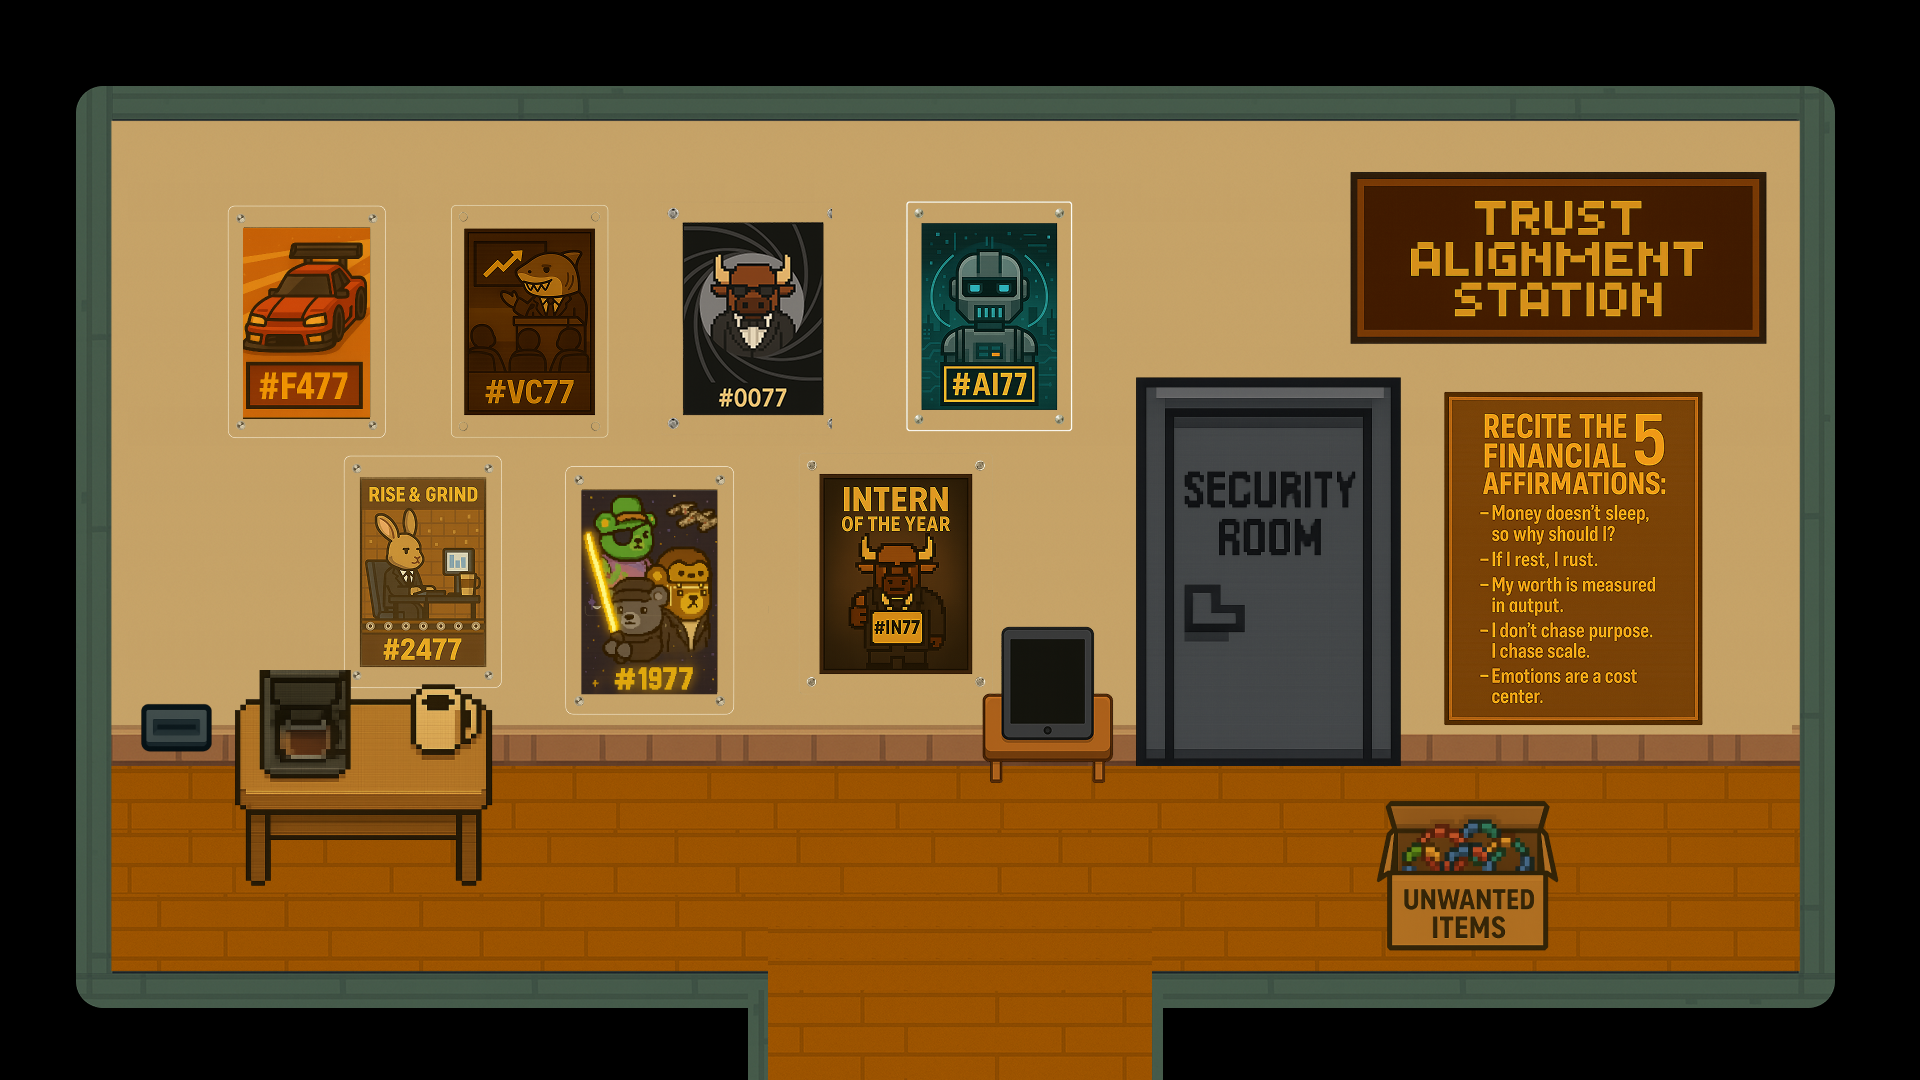 #F477
#VC77
#0077
#AI77
RISE & GRIND
#2477
#1977
INTERN
OF THE YEAR
#IN77
SECURITY
ROOM
TRUST
ALIGNMENT
STATION
RECITE THE 5
FINANCIAL
AFFIRMATIONS:
– Money doesn't sleep,
so why should I?
– If I rest, I rust.
– My worth is measured
in output.
– I don't chase purpose.
I chase scale.
– Emotions are a cost
center.
UNWANTED
ITEMS